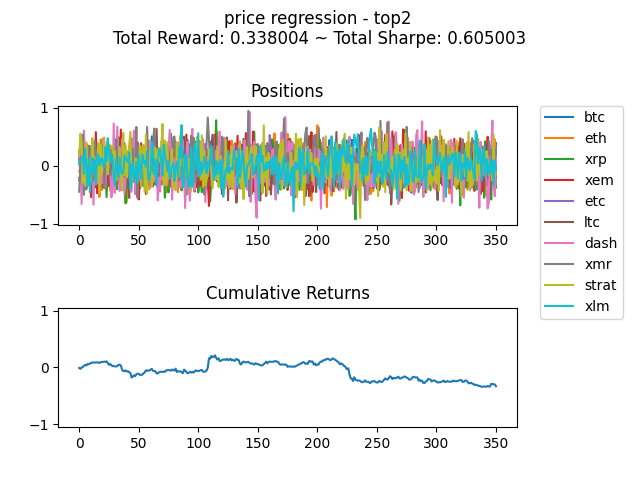 price regression - top2
Total Reward: 0.338004 ~ Total Sharpe: 0.605003
Positions
1
0
−1
0 50 100 150 200 250 300 350
btc
eth
xrp
xem
etc
ltc
dash
xmr
strat
xlm
Cumulative Returns
1
0
−1
0 50 100 150 200 250 300 350